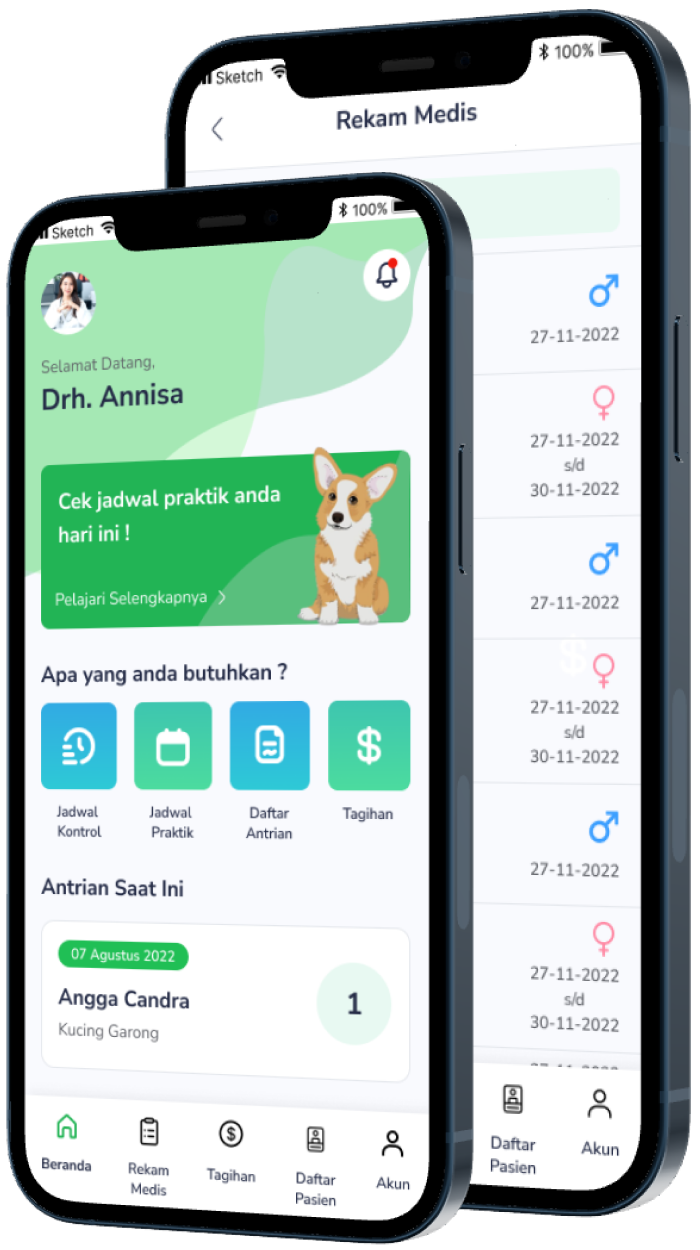 Sketch
100%
Rekam Medis
27-11-2022
27-11-2022
s/d
30-11-2022
27-11-2022
27-11-2022
s/d
30-11-2022
27-11-2022
27-11-2022
s/d
30-11-2022
Daftar
Pasien
Akun
Sketch
100%
Selamat Datang,
Drh. Annisa
Cek jadwal praktik anda
hari ini !
Pelajari Selengkapnya
Apa yang anda butuhkan ?
$
Jadwal
Kontrol
Jadwal
Praktik
Daftar
Antrian
Tagihan
Antrian Saat Ini
07 Agustus 2022
Angga Candra
1
Kucing Garong
Beranda
Rekam
Medis
Tagihan
Daftar
Pasien
Akun